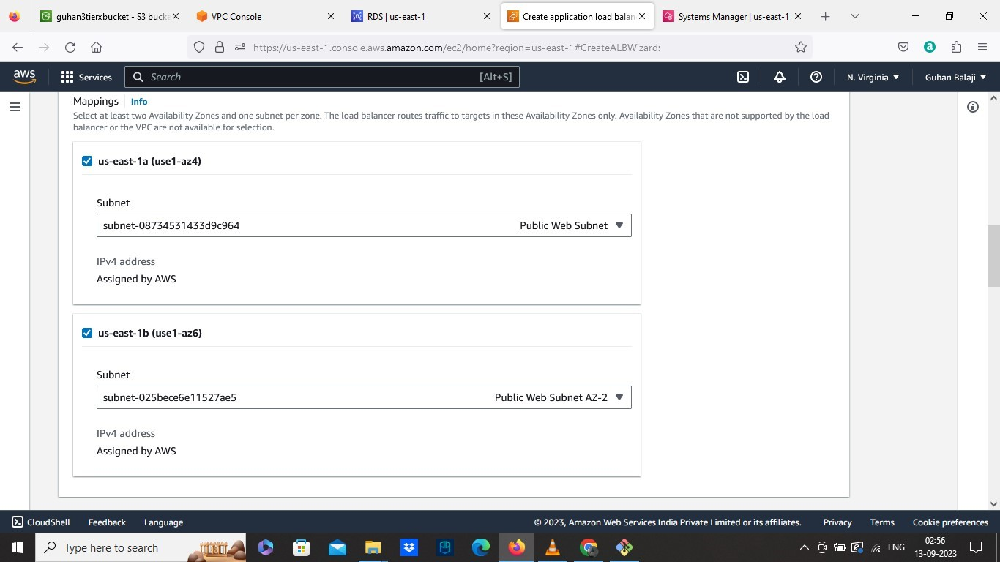 guhan3tierxbucket - S3 bucke
VPC Console
RDS | us-east-1
Create application load balan
Systems Manager | us-east-1
https://us-east-1.console.aws.amazon.com/ec2/home?region=us-east-1#CreateALBWizard:
aws
Services
Search
[Alt+S]
N. Virginia
Guhan Balaji
Mappings
Info
Select at least two Availability Zones and one subnet per zone. The load balancer routes traffic to targets in these Availability Zones only. Availability Zones that are not supported by the load
balancer or the VPC are not available for selection.
us-east-1a (use1-az4)
Subnet
subnet-08734531433d9c964
Public Web Subnet
IPv4 address
Assigned by AWS
us-east-1b (use1-az6)
Subnet
subnet-025bece6e11527ae5
Public Web Subnet AZ-2
IPv4 address
Assigned by AWS
CloudShell
Feedback
Language
© 2023, Amazon Web Services India Private Limited or its affiliates.
Privacy
Terms
Cookie preferences
Type here to search
ENG
02:56
13-09-2023